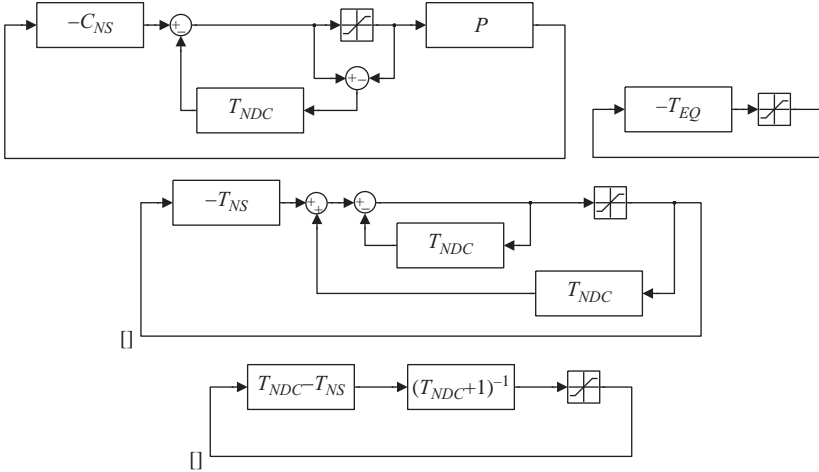 −C_NS
+
−
+
−
P
T_NDC
−T_EQ
−T_NS
+
+
+
−
T_NDC
T_NDC
[]
T_NDC−T_NS
(T_NDC+1)^−1
[]